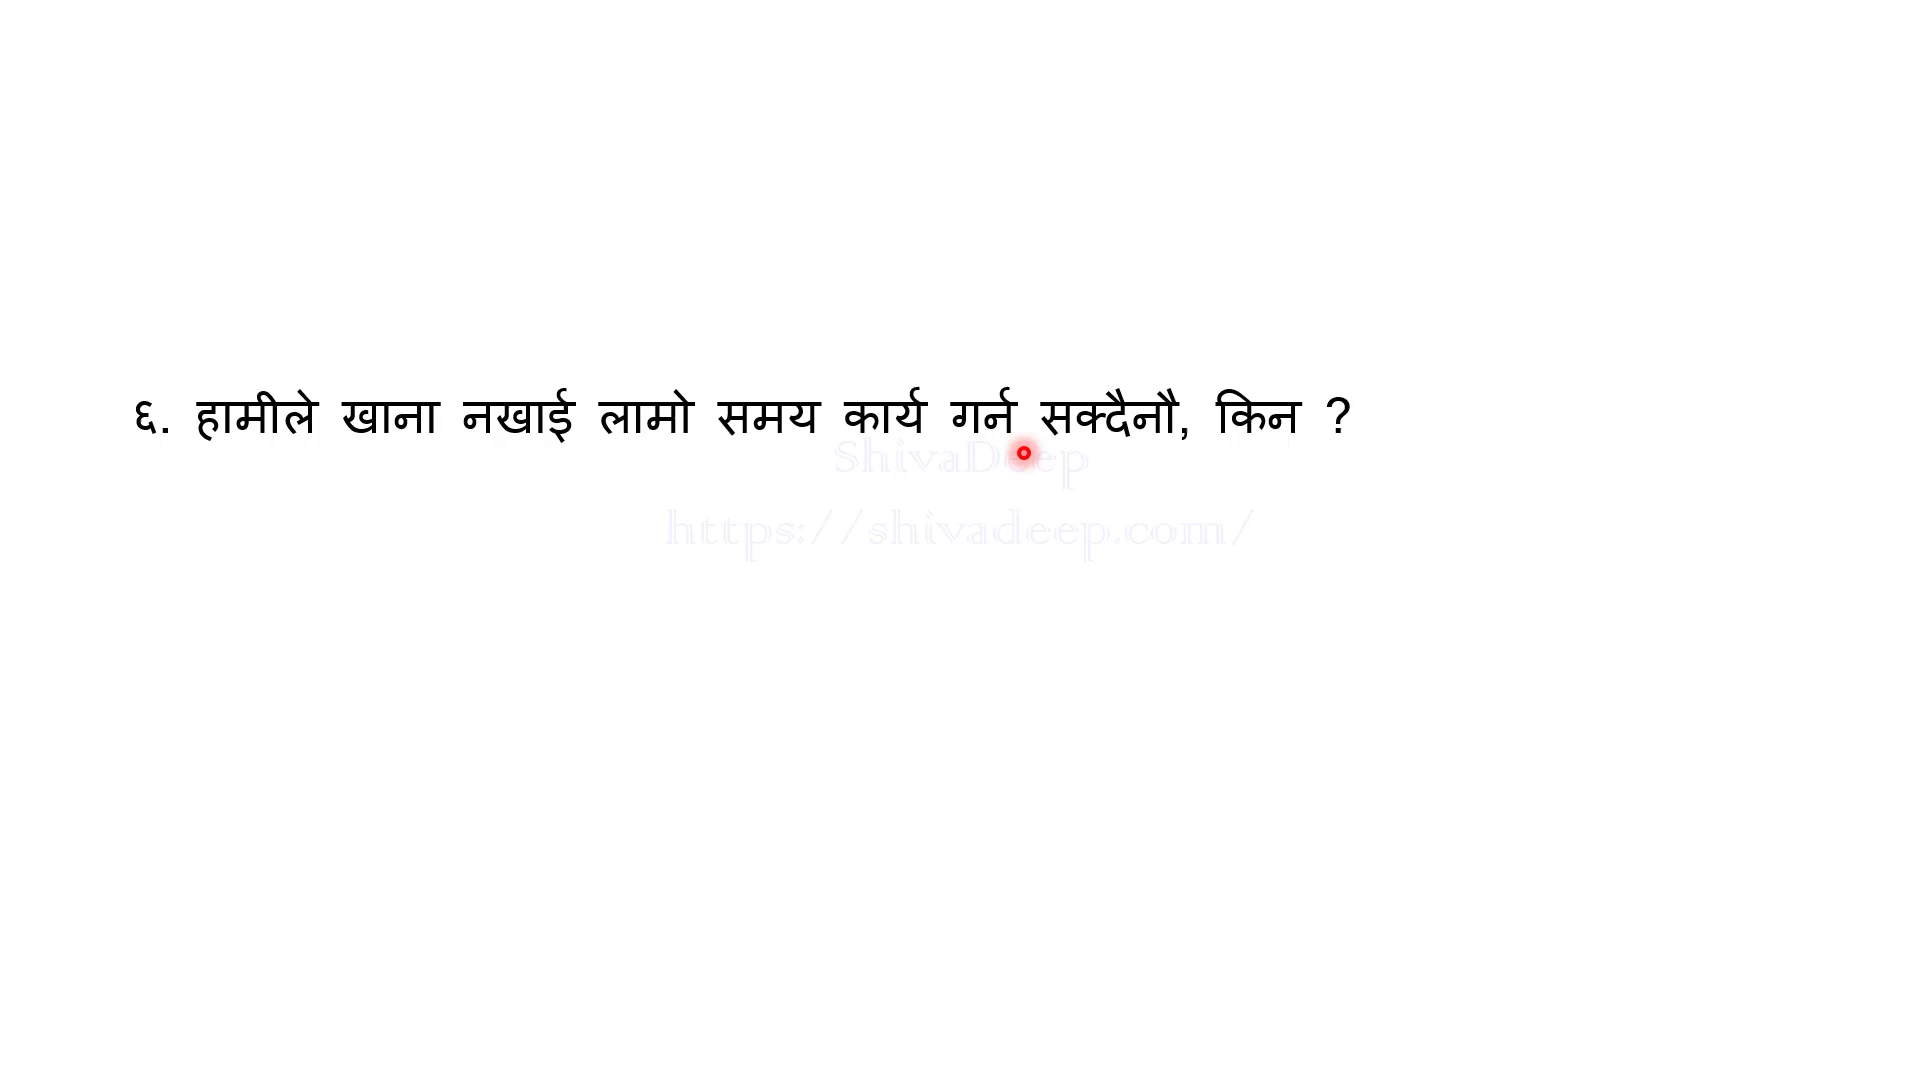 ६. हामीले खाना नखाई लामो समय कार्य गर्न सक्दैनौ, किन ?
ShivaDeep
https://shivadeep.com/